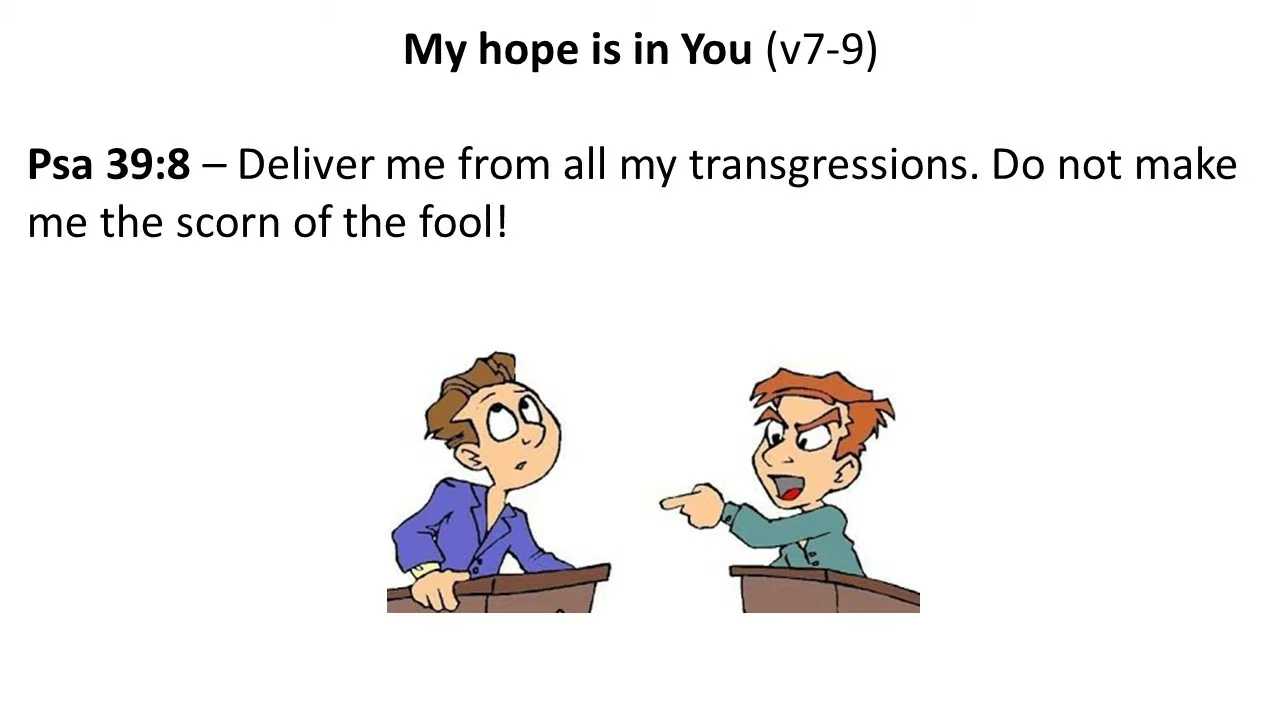 My hope is in You (v7-9)
Psa 39:8 – Deliver me from all my transgressions. Do not make
me the scorn of the fool!